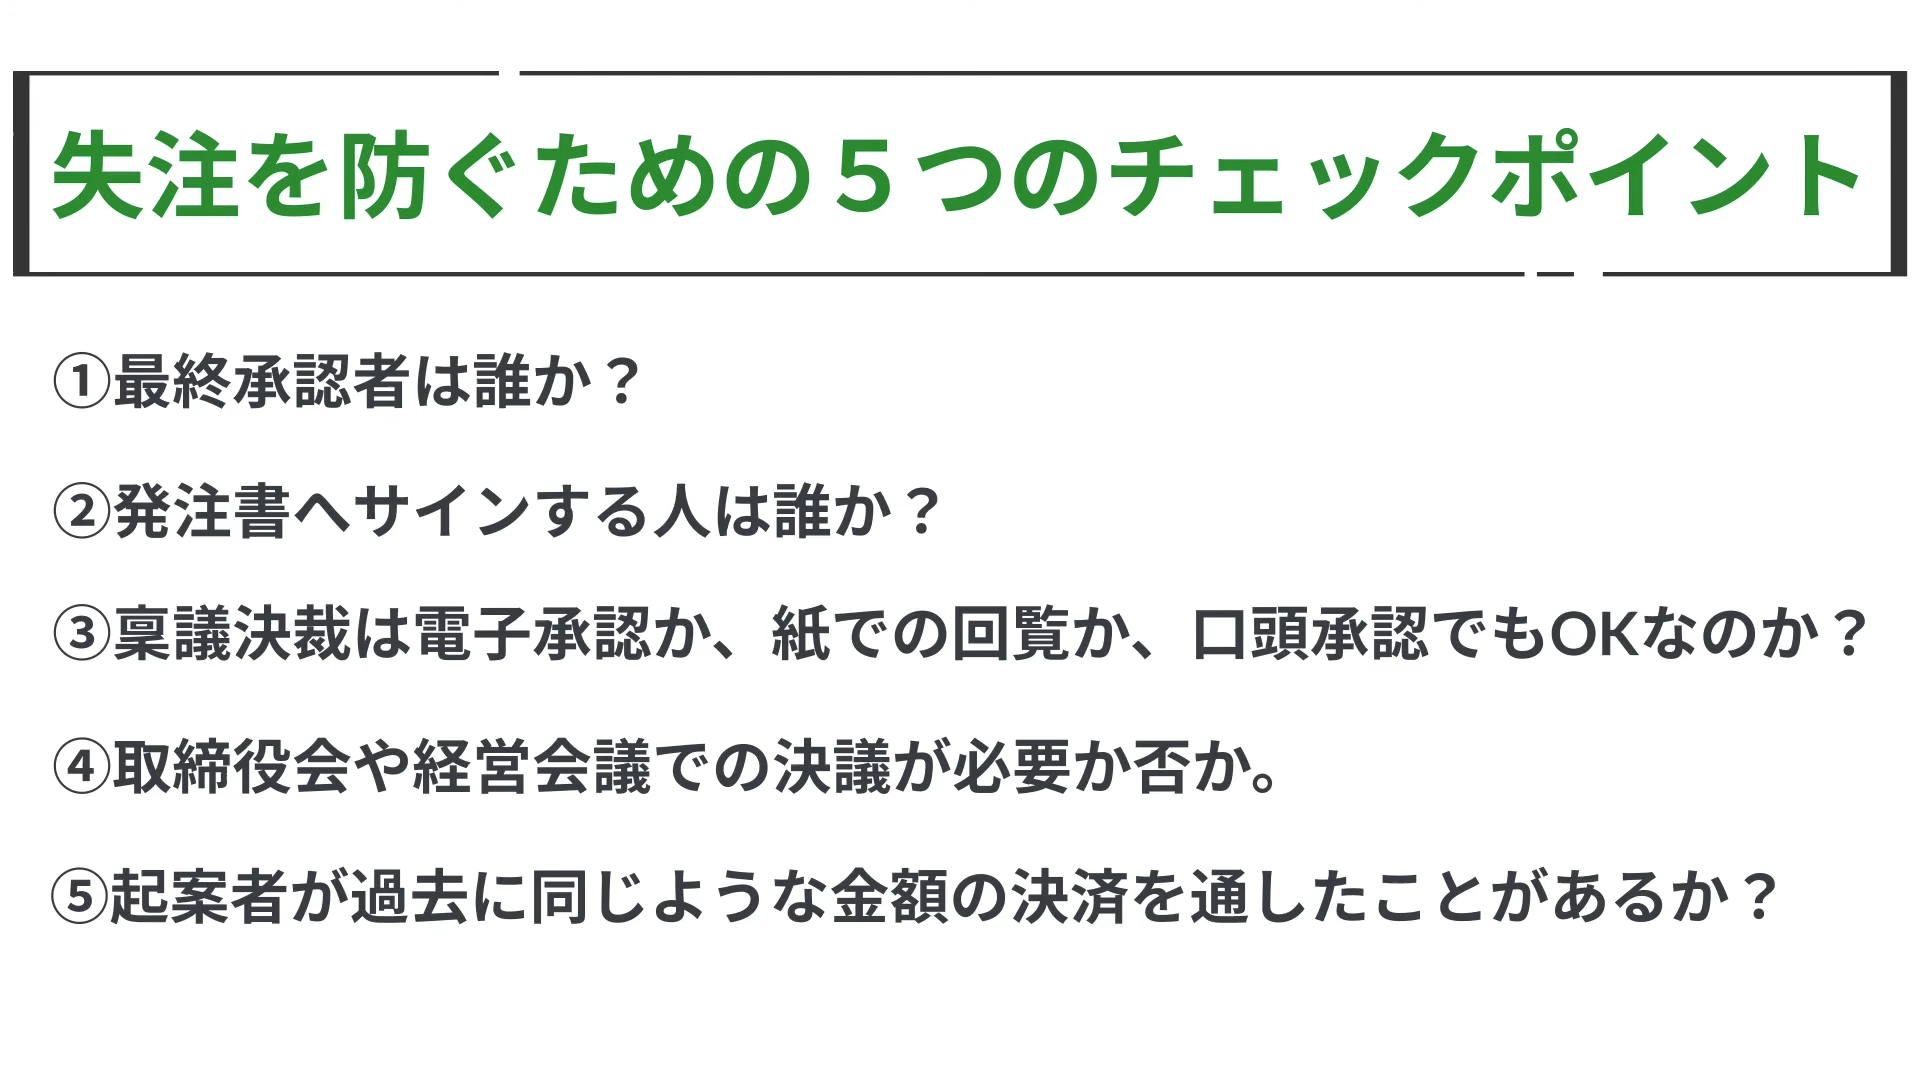 失注を防ぐための５つのチェックポイント
①最終承認者は誰か？
②発注書へサインする人は誰か？
③稟議決裁は電子承認か、紙での回覧か、口頭承認でもOKなのか？
④取締役会や経営会議での決議が必要か否か。
⑤起案者が過去に同じような金額の決済を通したことがあるか？